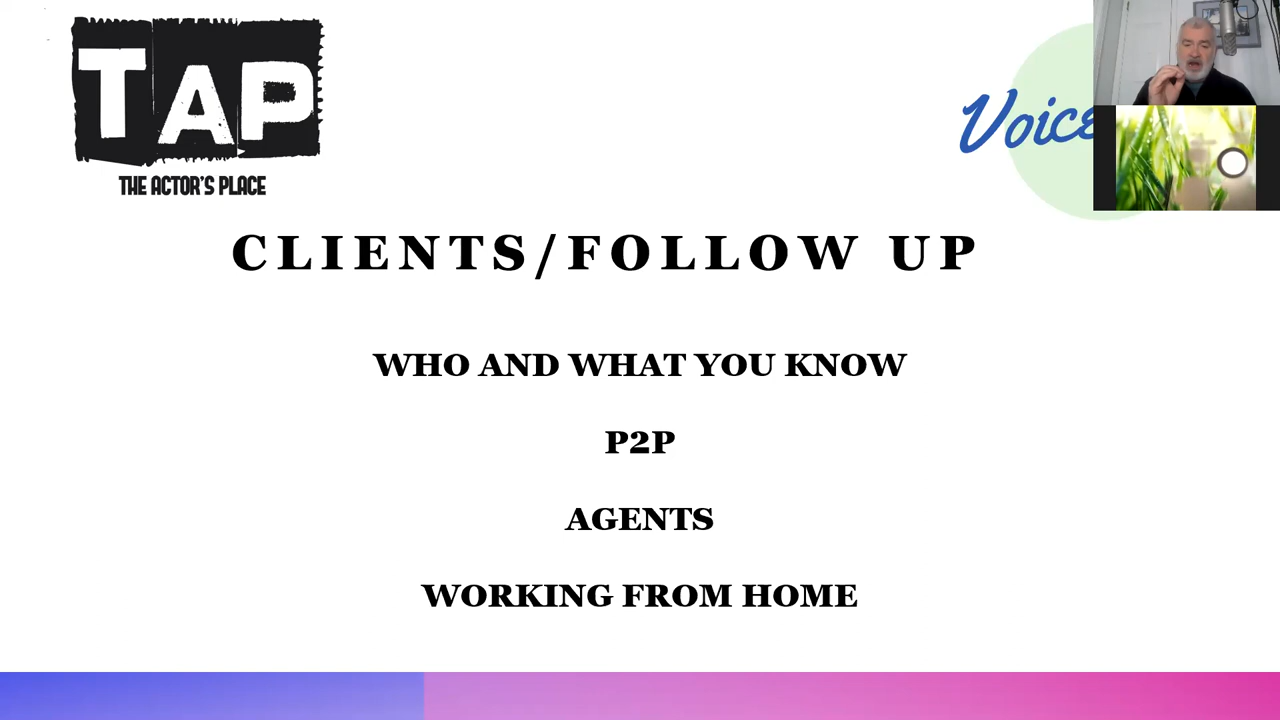 TAP
THE ACTOR'S PLACE
Voice
CLIENTS/FOLLOW UP
WHO AND WHAT YOU KNOW
P2P
AGENTS
WORKING FROM HOME